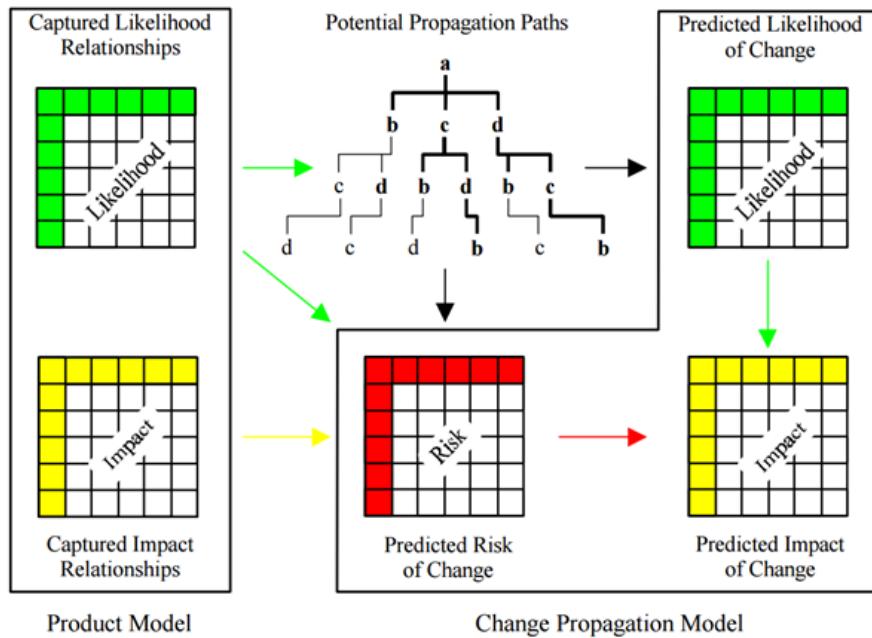 Captured Likelihood
Relationships
Potential Propagation Paths
Predicted Likelihood
of Change
a
b c d
c d b d b c
d c d b c b
Likelihood
Likelihood
Impact
Risk
Impact
Captured Impact
Relationships
Predicted Risk
of Change
Predicted Impact
of Change
Product Model
Change Propagation Model